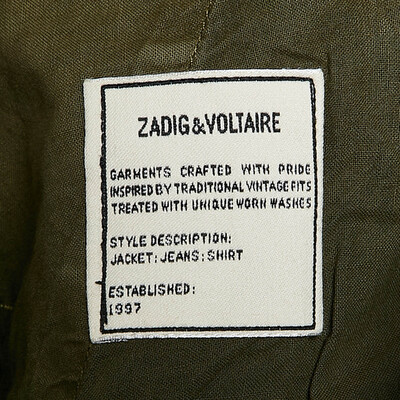 ZADIG&VOLTAIRE
GARMENTS CRAFTED WITH PRIDE
INSPIRED BY TRADITIONAL VINTAGE FITS
TREATED WITH UNIQUE WORN WASHES
STYLE DESCRIPTION:
JACKET: JEANS: SHIRT
ESTABLISHED:
1997